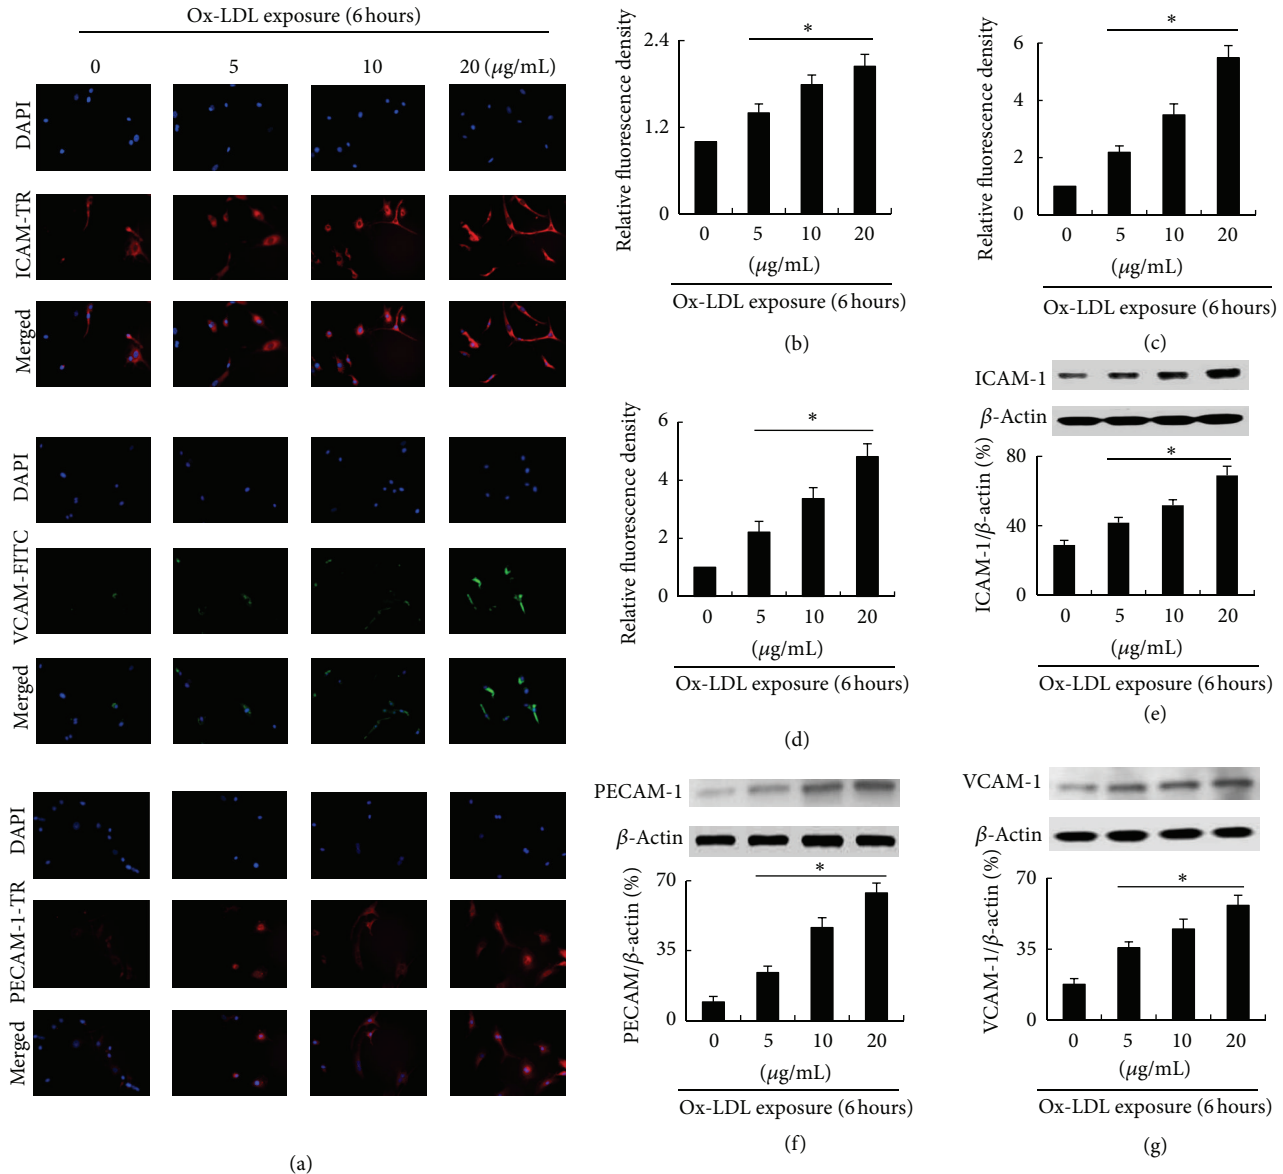 Ox-LDL exposure (6 hours)
0 5 10 20 (μg/mL)
DAPI
ICAM-TR
Merged
DAPI
VCAM-FITC
Merged
DAPI
PECAM-1-TR
Merged
(a)
Relative fluorescence density
2.4
1.2
0
*
0 5 10 20
(μg/mL)
Ox-LDL exposure (6 hours)
(b)
Relative fluorescence density
6
4
2
0
*
0 5 10 20
(μg/mL)
Ox-LDL exposure (6 hours)
(c)
Relative fluorescence density
6
4
2
0
*
0 5 10 20
(μg/mL)
Ox-LDL exposure (6 hours)
(d)
ICAM-1
β-Actin
ICAM-1/β-actin (%)
80
40
0
*
0 5 10 20
(μg/mL)
Ox-LDL exposure (6 hours)
(e)
PECAM-1
β-Actin
PECAM/β-actin (%)
70
35
0
*
0 5 10 20
(μg/mL)
Ox-LDL exposure (6 hours)
(f)
VCAM-1
β-Actin
VCAM-1/β-actin (%)
70
35
0
*
0 5 10 20
(μg/mL)
Ox-LDL exposure (6 hours)
(g)